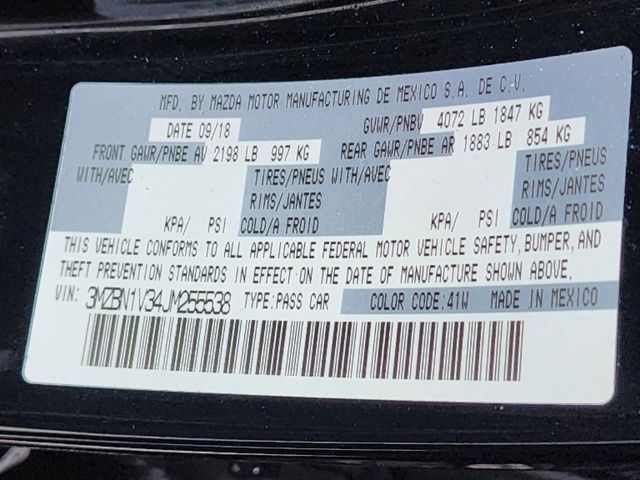 MFD. BY MAZDA MOTOR MANUFACTURING DE MEXICO S.A. DE C.V.
DATE 09/18 GVWR/PNBV 4072 LB 1847 KG
FRONT GAWR/PNBE AV 2198 LB 997 KG REAR GAWR/PNBE AR 1883 LB 854 KG
WITH/AVEC TIRES/PNEUS WITH/AVEC TIRES/PNEUS
RIMS/JANTES RIMS/JANTES
KPA/ PSI COLD/A FROID KPA/ PSI COLD/A FROID
THIS VEHICLE CONFORMS TO ALL APPLICABLE FEDERAL MOTOR VEHICLE SAFETY, BUMPER, AND
THEFT PREVENTION STANDARDS IN EFFECT ON THE DATE OF MANUFACTURE SHOWN ABOVE.
VIN: 3MZBN1V34JM255538 TYPE:PASS CAR COLOR CODE:41W MADE IN MEXICO